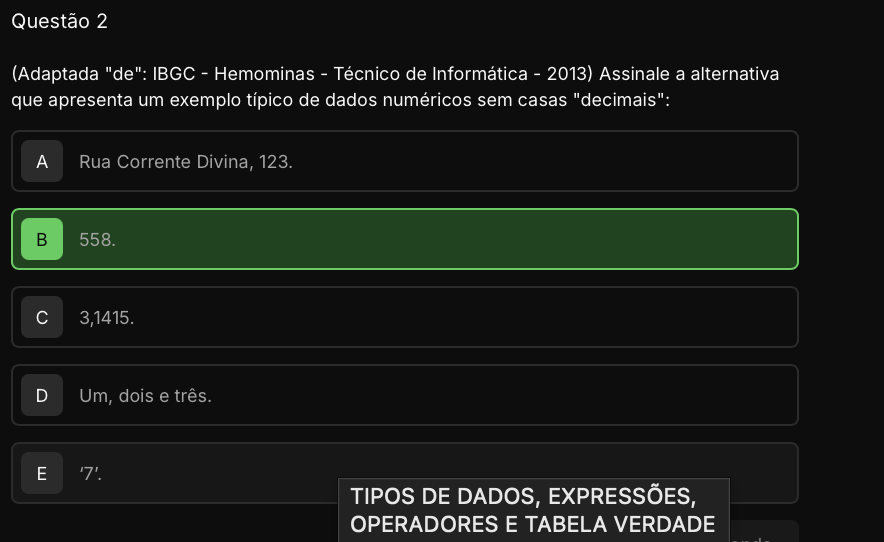 Questão 2
(Adaptada "de": IBGC - Hemominas - Técnico de Informática - 2013) Assinale a alternativa
que apresenta um exemplo típico de dados numéricos sem casas "decimais":
A Rua Corrente Divina, 123.
B 558.
C 3,1415.
D Um, dois e três.
E ‘7’.
TIPOS DE DADOS, EXPRESSÕES,
OPERADORES E TABELA VERDADE